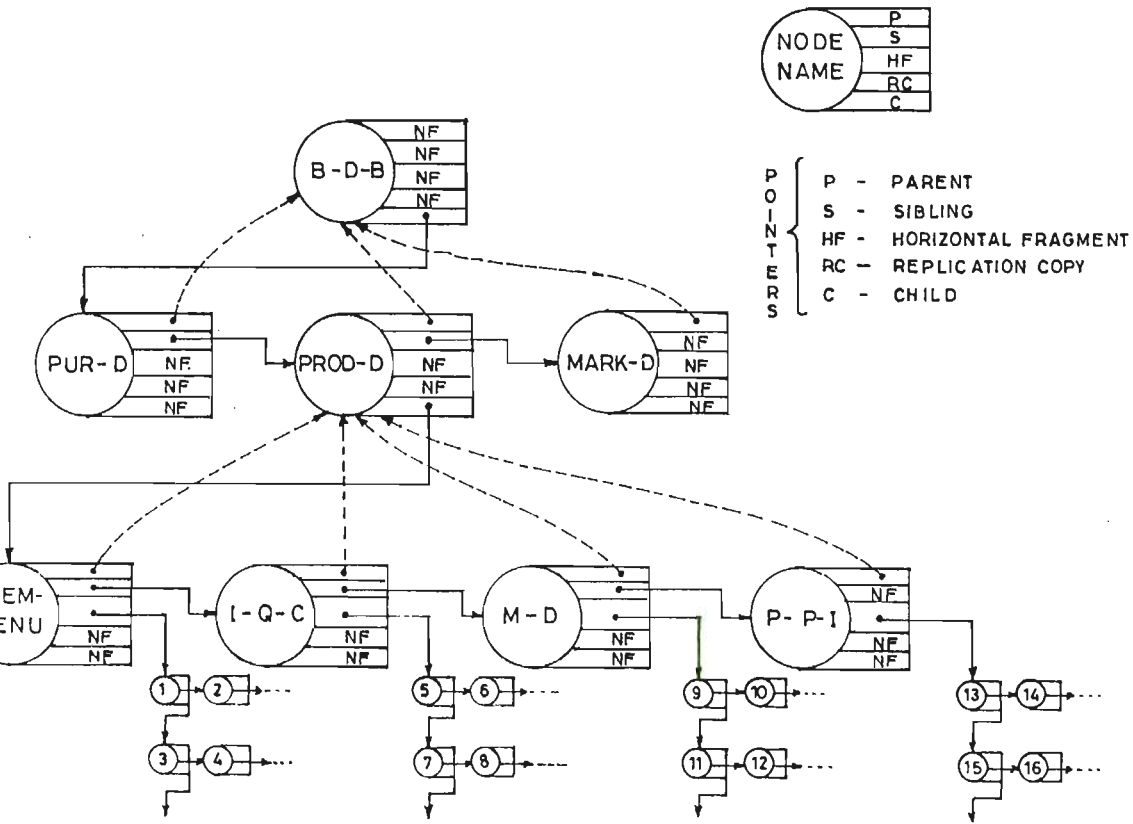 P
S
HF
RC
C
NODE
NAME
NF
NF
NF
NF
B-D-B
POINTERS
P - PARENT
S - SIBLING
HF - HORIZONTAL FRAGMENT
RC - REPLICATION COPY
C - CHILD
PUR-D
NF
NF
NF
PROD-D
NF
NF
MARK-D
NF
NF
NF
NF
EM-
ENU
NF
NF
I-Q-C
NF
NF
M-D
NF
NF
P-P-I
NF
NF
NF
1 2 ----
5 6 ----
9 10 ----
13 14 ----
3 4 ----
7 8 ----
11 12 ----
15 16 ----